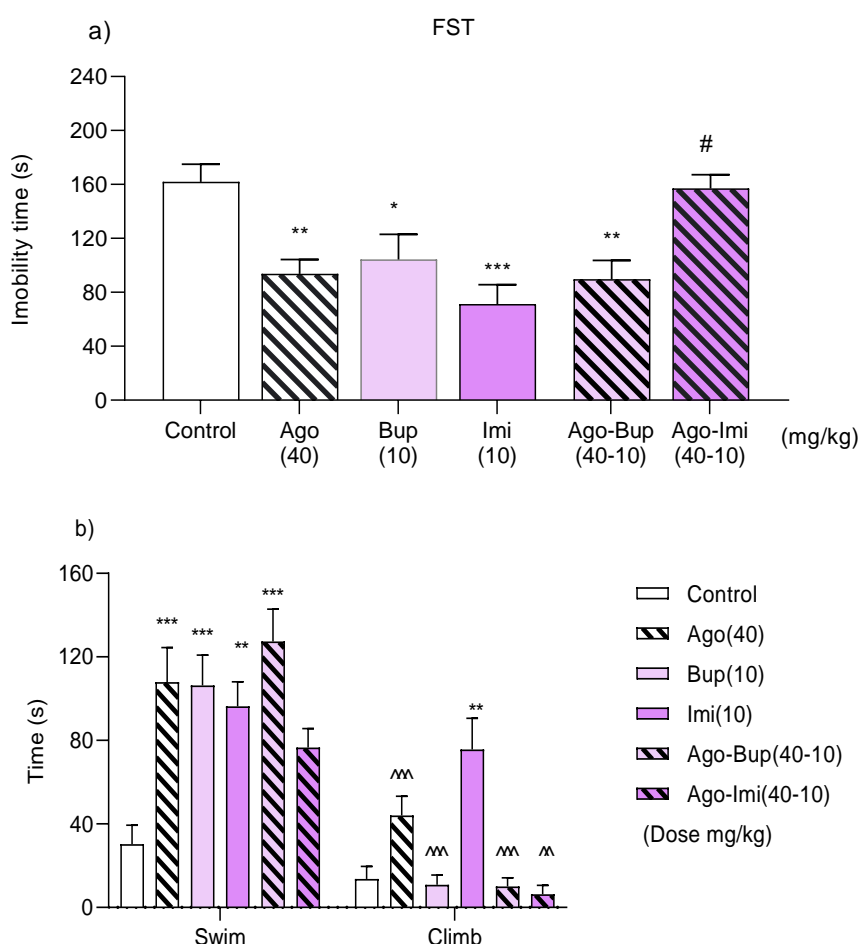 a)
FST
240
200
160
120
80
40
0
Imobility time (s)
**
*
***
**
#
Control
Ago
(40)
Bup
(10)
Imi
(10)
Ago-Bup
(40-10)
Ago-Imi
(40-10)
(mg/kg)
b)
160
120
80
40
0
Time (s)
***
***
**
***
^^^
^^^
**
^^^
^^
Swim
Climb
Control
Ago(40)
Bup(10)
Imi(10)
Ago-Bup(40-10)
Ago-Imi(40-10)
(Dose mg/kg)